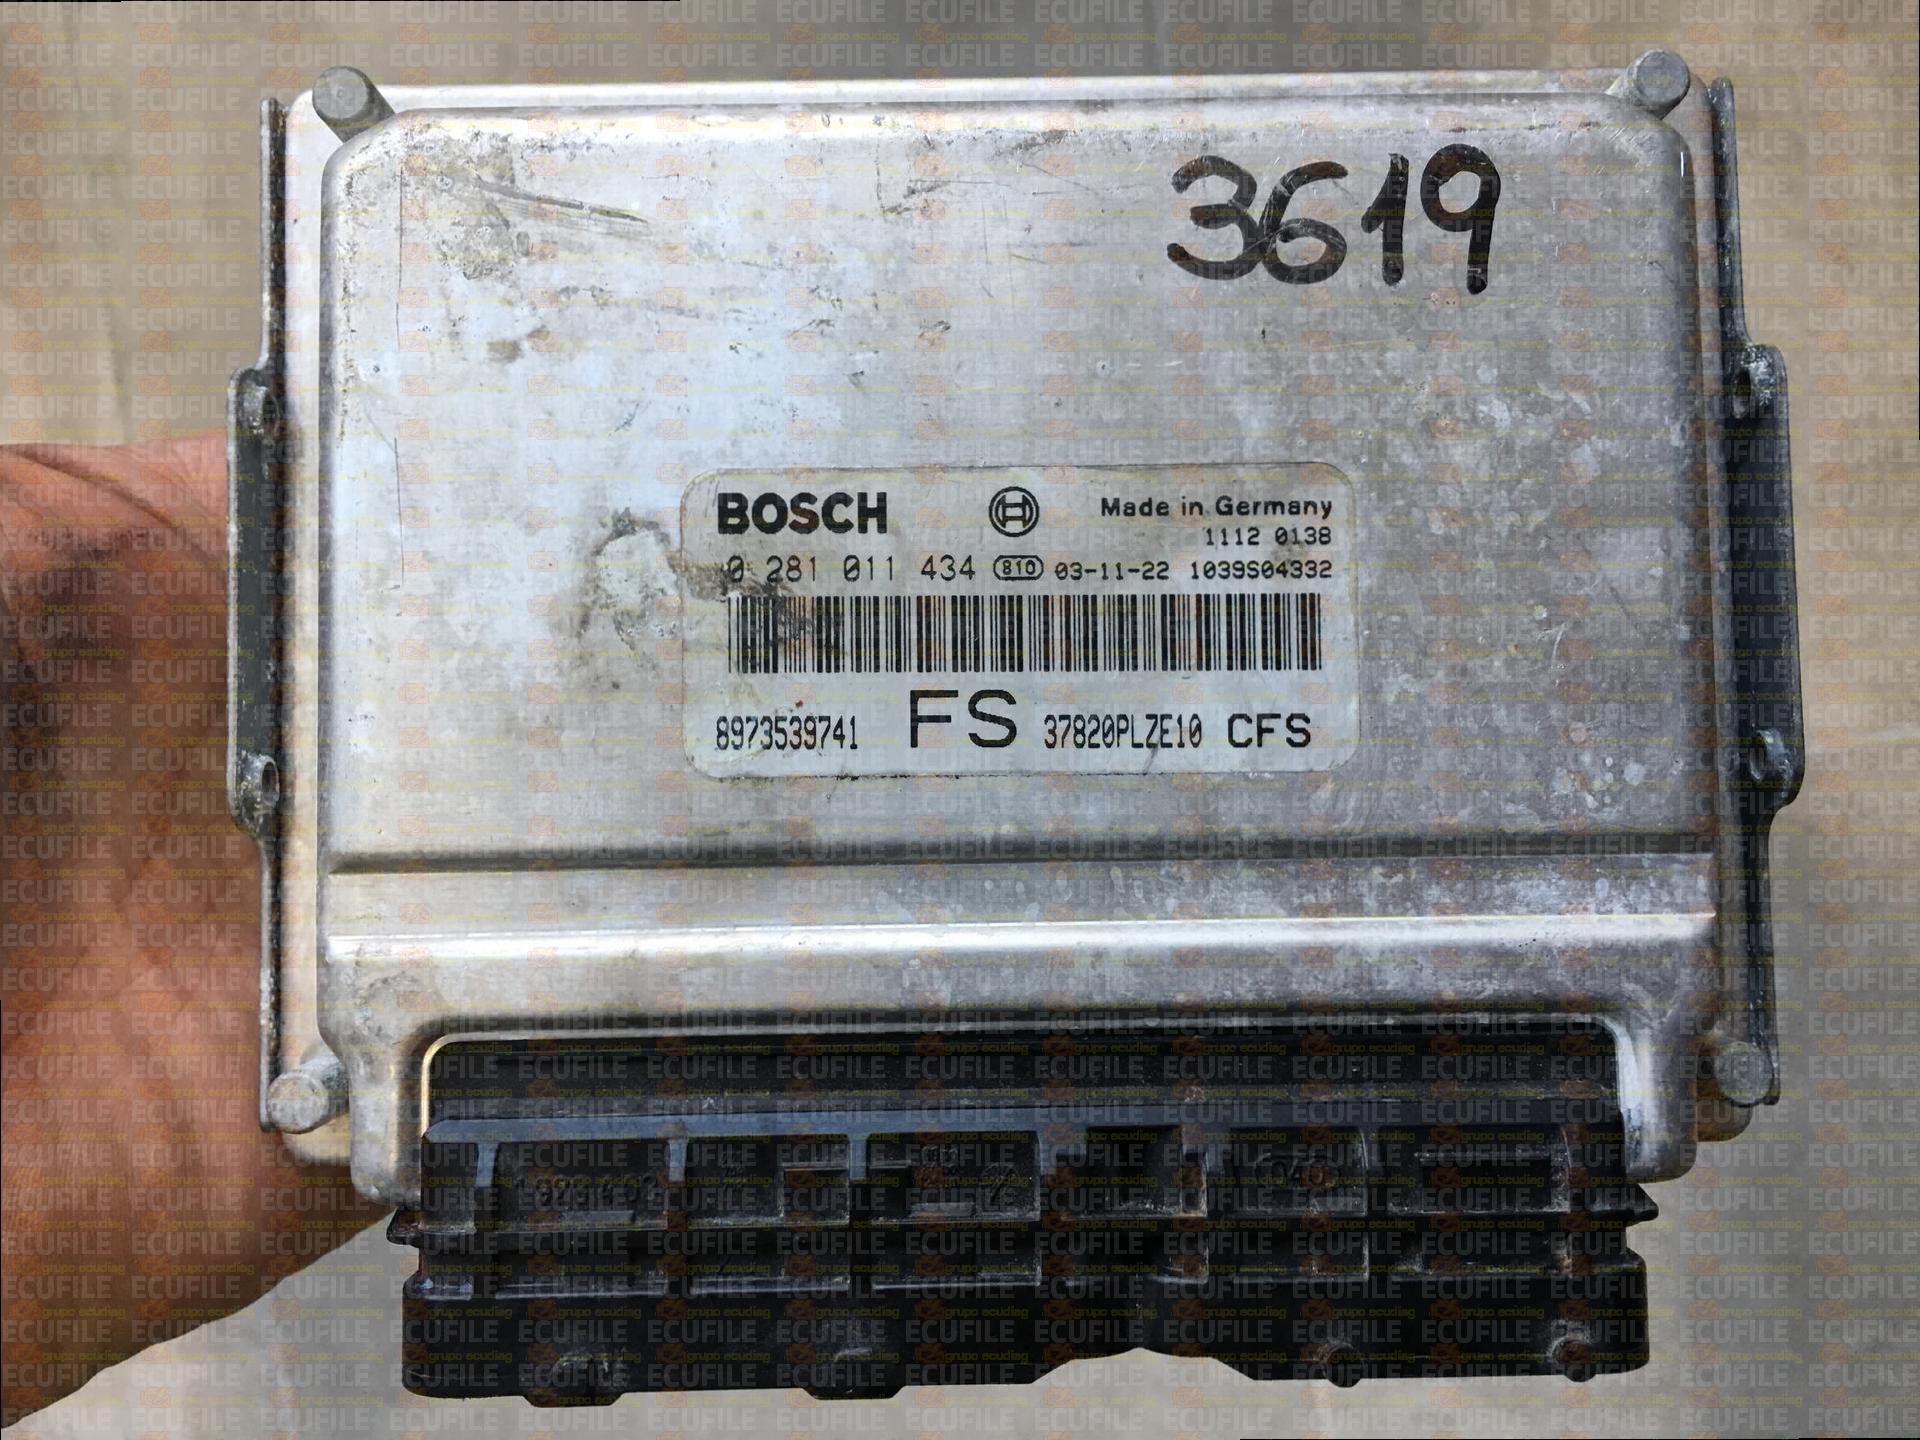 3619
BOSCH Made in Germany
1112 0138
0 281 011 434 810 03-11-22 1039S04332
8973539741 FS 37820PLZE10 CFS
ECUFILE
grupo ecudiag